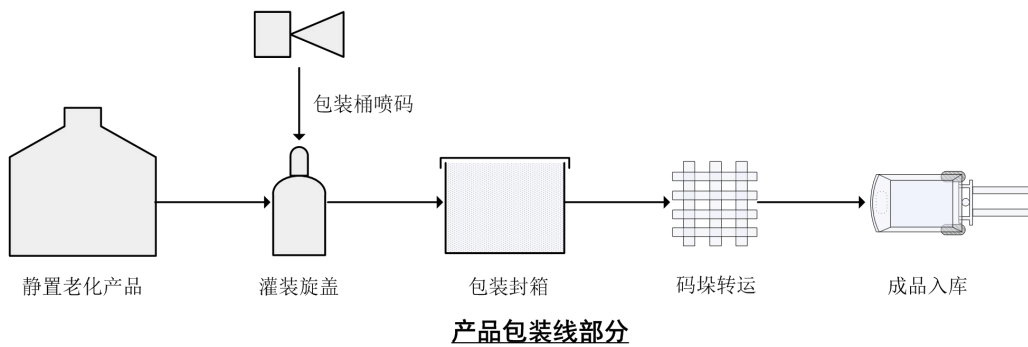 包装桶喷码
静置老化产品
灌装旋盖
包装封箱
码垛转运
成品入库
产品包装线部分